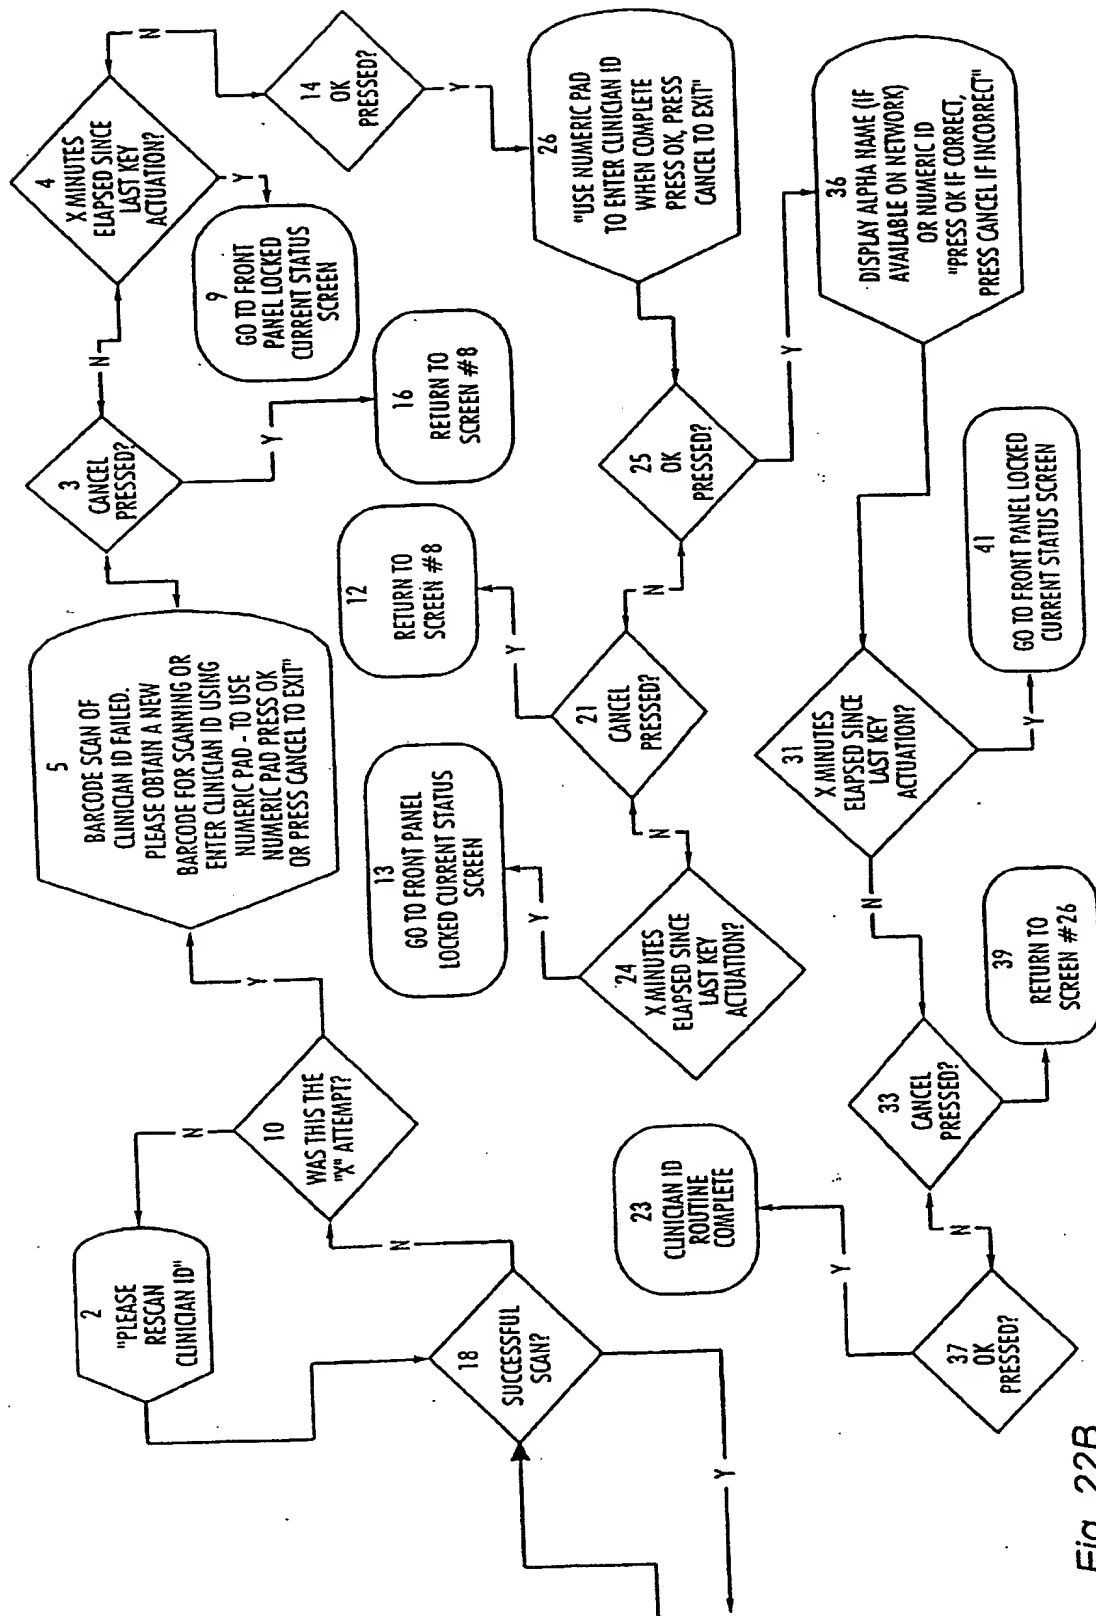 2
"PLEASE
RESCAN
CLINICIAN ID"
N
10
WAS THIS THE
"X" ATTEMPT?
Y
5
BARCODE SCAN OF
CLINICIAN ID FAILED.
PLEASE OBTAIN A NEW
BARCODE FOR SCANNING OR
ENTER CLINICIAN ID USING
NUMERIC PAD - TO USE
NUMERIC PAD PRESS OK
OR PRESS CANCEL TO EXIT"
3
CANCEL
PRESSED?
N
Y
4
X MINUTES
ELAPSED SINCE
LAST KEY
ACTUATION?
N
Y
9
GO TO FRONT
PANEL LOCKED
CURRENT STATUS
SCREEN
16
RETURN TO
SCREEN #8
14
OK
PRESSED?
Y
18
SUCCESSFUL
SCAN?
N
Y
13
GO TO FRONT PANEL
LOCKED CURRENT STATUS
SCREEN
Y
12
RETURN TO
SCREEN #8
Y
24
X MINUTES
ELAPSED SINCE
LAST KEY
ACTUATION?
N
21
CANCEL
PRESSED?
N
25
OK
PRESSED?
Y
26
"USE NUMERIC PAD
TO ENTER CLINICIAN ID
WHEN COMPLETE
PRESS OK, PRESS
CANCEL TO EXIT"
23
CLINICIAN ID
ROUTINE
COMPLETE
Y
37
OK
PRESSED?
N
33
CANCEL
PRESSED?
N
39
RETURN TO
SCREEN #26
31
X MINUTES
ELAPSED SINCE
LAST KEY
ACTUATION?
Y
41
GO TO FRONT PANEL LOCKED
CURRENT STATUS SCREEN
36
DISPLAY ALPHA NAME (IF
AVAILABLE ON NETWORK)
OR NUMERIC ID
"PRESS OK IF CORRECT,
PRESS CANCEL IF INCORRECT"
Fig. 22B